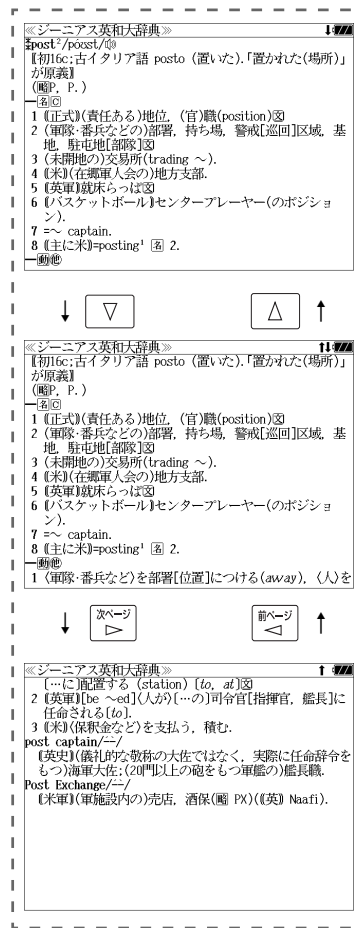 ≪ジーニアス英和大辞典≫
post²/póust/
〖初16c;古イタリア語 posto (置いた).「置かれた(場所)」
が原義〗
(略P, P. )
―名C
1 〘正式〙(責任ある)地位, (官)職(position)文
2 (軍隊・番兵などの)部署, 持ち場, 警戒[巡回]区域, 基
地, 駐屯地[部隊]文
3 (未開地の)交易所(trading ～).
4 〘米〙(在郷軍人会の)地方支部.
5 〘英軍〙就床らっぱ文
6 〘バスケットボール〙センタープレーヤー(のポジショ
ン).
7 =～ captain.
8 〘主に米〙=posting¹ 名 2.
―動他
↓ ▽ △ ↑
≪ジーニアス英和大辞典≫
〖初16c;古イタリア語 posto (置いた).「置かれた(場所)」
が原義〗
(略P, P. )
―名C
1 〘正式〙(責任ある)地位, (官)職(position)文
2 (軍隊・番兵などの)部署, 持ち場, 警戒[巡回]区域, 基
地, 駐屯地[部隊]文
3 (未開地の)交易所(trading ～).
4 〘米〙(在郷軍人会の)地方支部.
5 〘英軍〙就床らっぱ文
6 〘バスケットボール〙センタープレーヤー(のポジショ
ン).
7 =～ captain.
8 〘主に米〙=posting¹ 名 2.
―動他
1 〈軍隊・番兵など〉を部署[位置]につける(away), 〈人〉を
↓ 次ページ 前ページ ↑
≪ジーニアス英和大辞典≫
〔…に〕配置する (station) 〔to, at〕文
2 〘英軍〙[be ～ed]〈人が〉〔…の〕司令官[指揮官, 艦長]に
任命される〔to〕.
3 〘米〙〈保釈金など〉を支払う, 積む.
post captain/−́−̀/
〘英史〙(儀礼的な敬称の大佐ではなく, 実際に任命辞令を
もつ)海軍大佐;(20門以上の砲をもつ軍艦の)艦長職.
Post Exchange/−́−̀/
〘米軍〙(軍施設内の)売店, 酒保(略 PX)(〘英〙 Naafi).